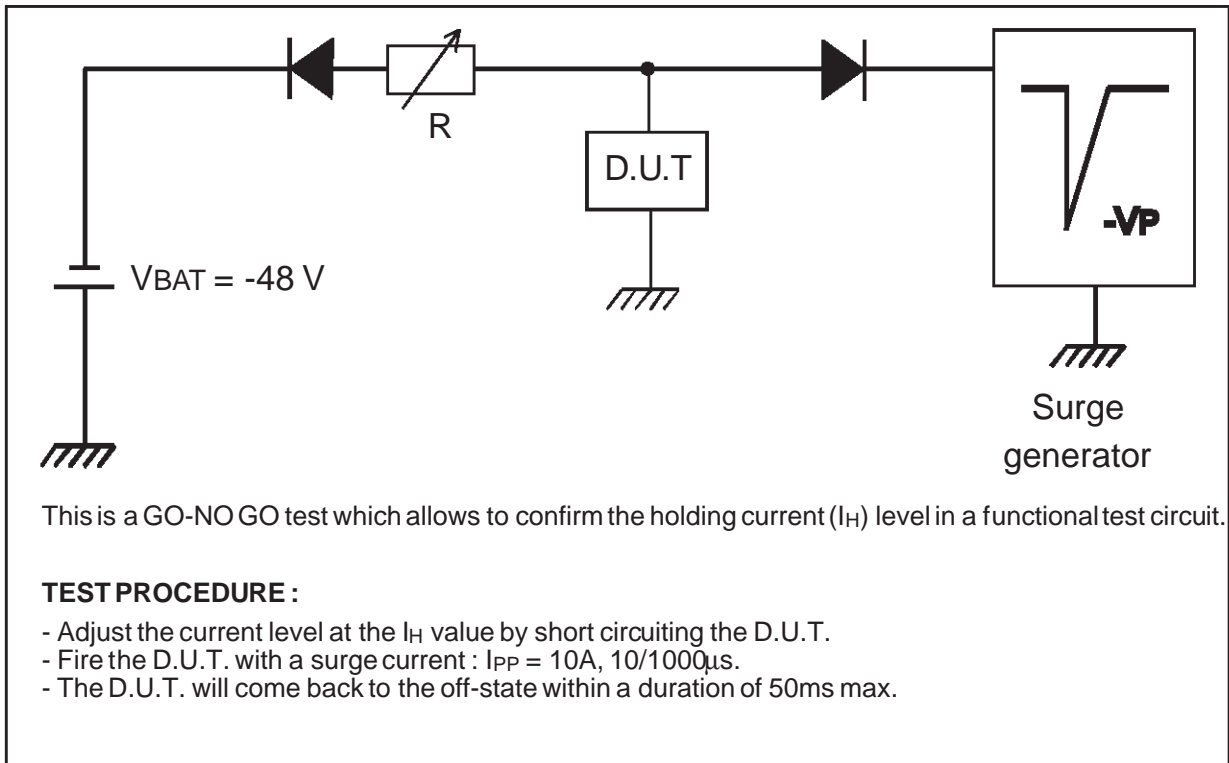 R
D.U.T
-VP
VBAT = -48 V
Surge
generator
This is a GO-NO GO test which allows to confirm the holding current (IH) level in a functional test circuit.
TEST PROCEDURE :
- Adjust the current level at the IH value by short circuiting the D.U.T.
- Fire the D.U.T. with a surge current : IPP = 10A, 10/1000μs.
- The D.U.T. will come back to the off-state within a duration of 50ms max.